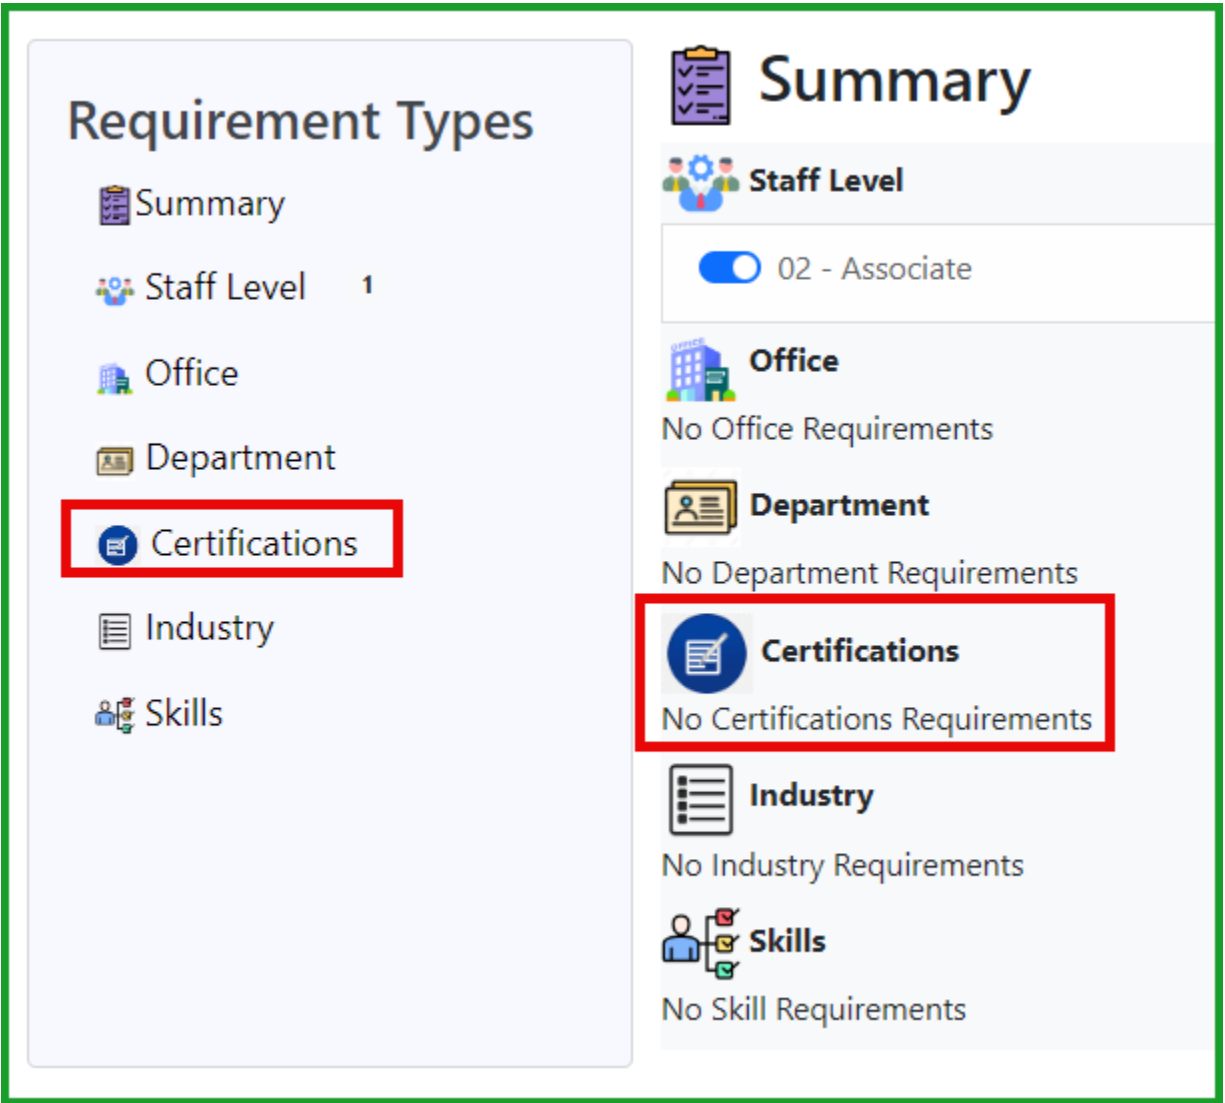 Requirement Types
Summary
Staff Level 1
Office
Department
Certifications
Industry
Skills
Summary
Staff Level
02 - Associate
OFFICE
Office
No Office Requirements
Department
No Department Requirements
Certifications
No Certifications Requirements
Industry
No Industry Requirements
Skills
No Skill Requirements